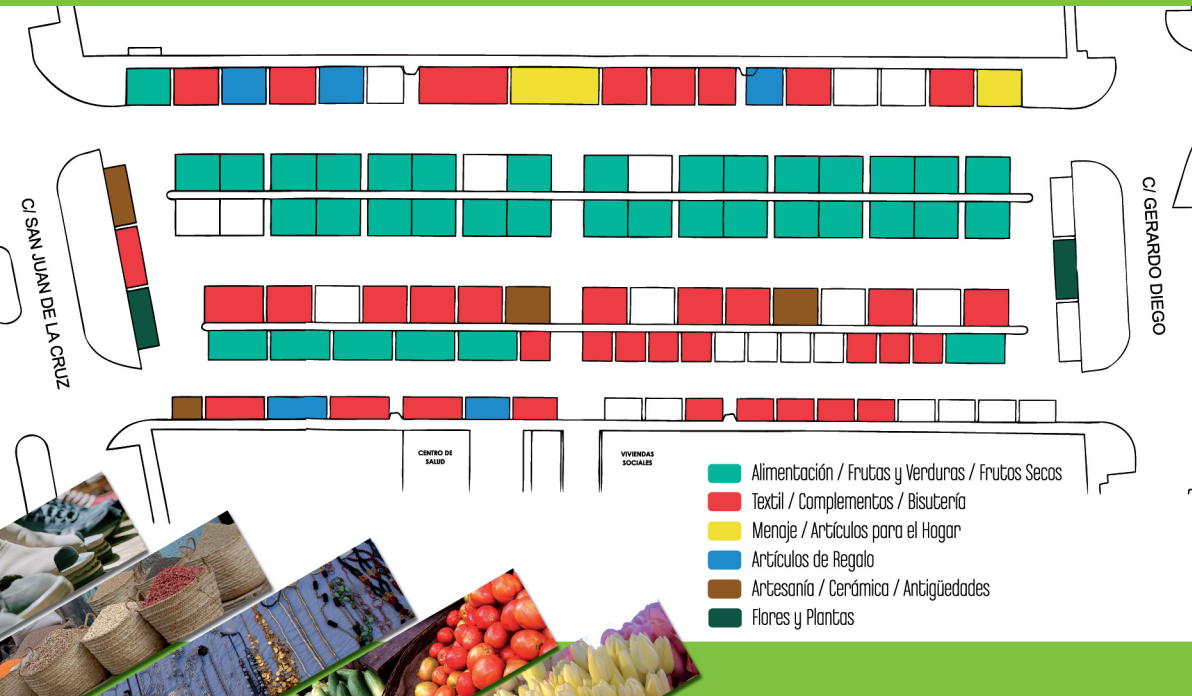 C/ SAN JUAN DE LA CRUZ
C/ GERARDO DIEGO
CENTRO DE
SALUD
VIVIENDAS
SOCIALES
Alimentación / Frutas y Verduras / Frutos Secos
Textil / Complementos / Bisutería
Menaje / Artículos para el Hogar
Artículos de Regalo
Artesanía / Cerámica / Antigüedades
Flores y Plantas